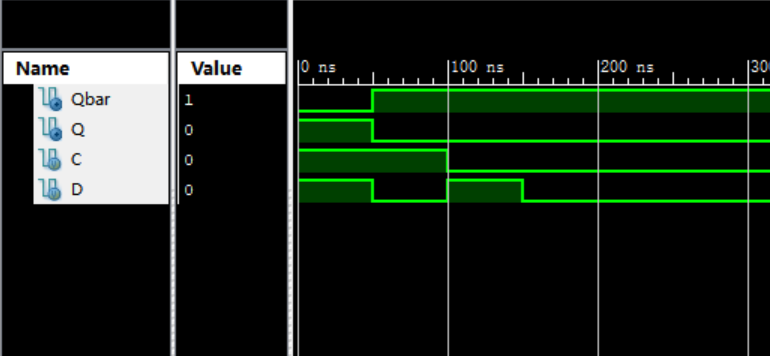 Name Value 0 ns 100 ns 200 ns 300
Qbar 1
Q 0
C 0
D 0